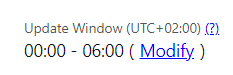 Update Window (UTC+02:00) (?)
00:00 - 06:00 ( Modify )